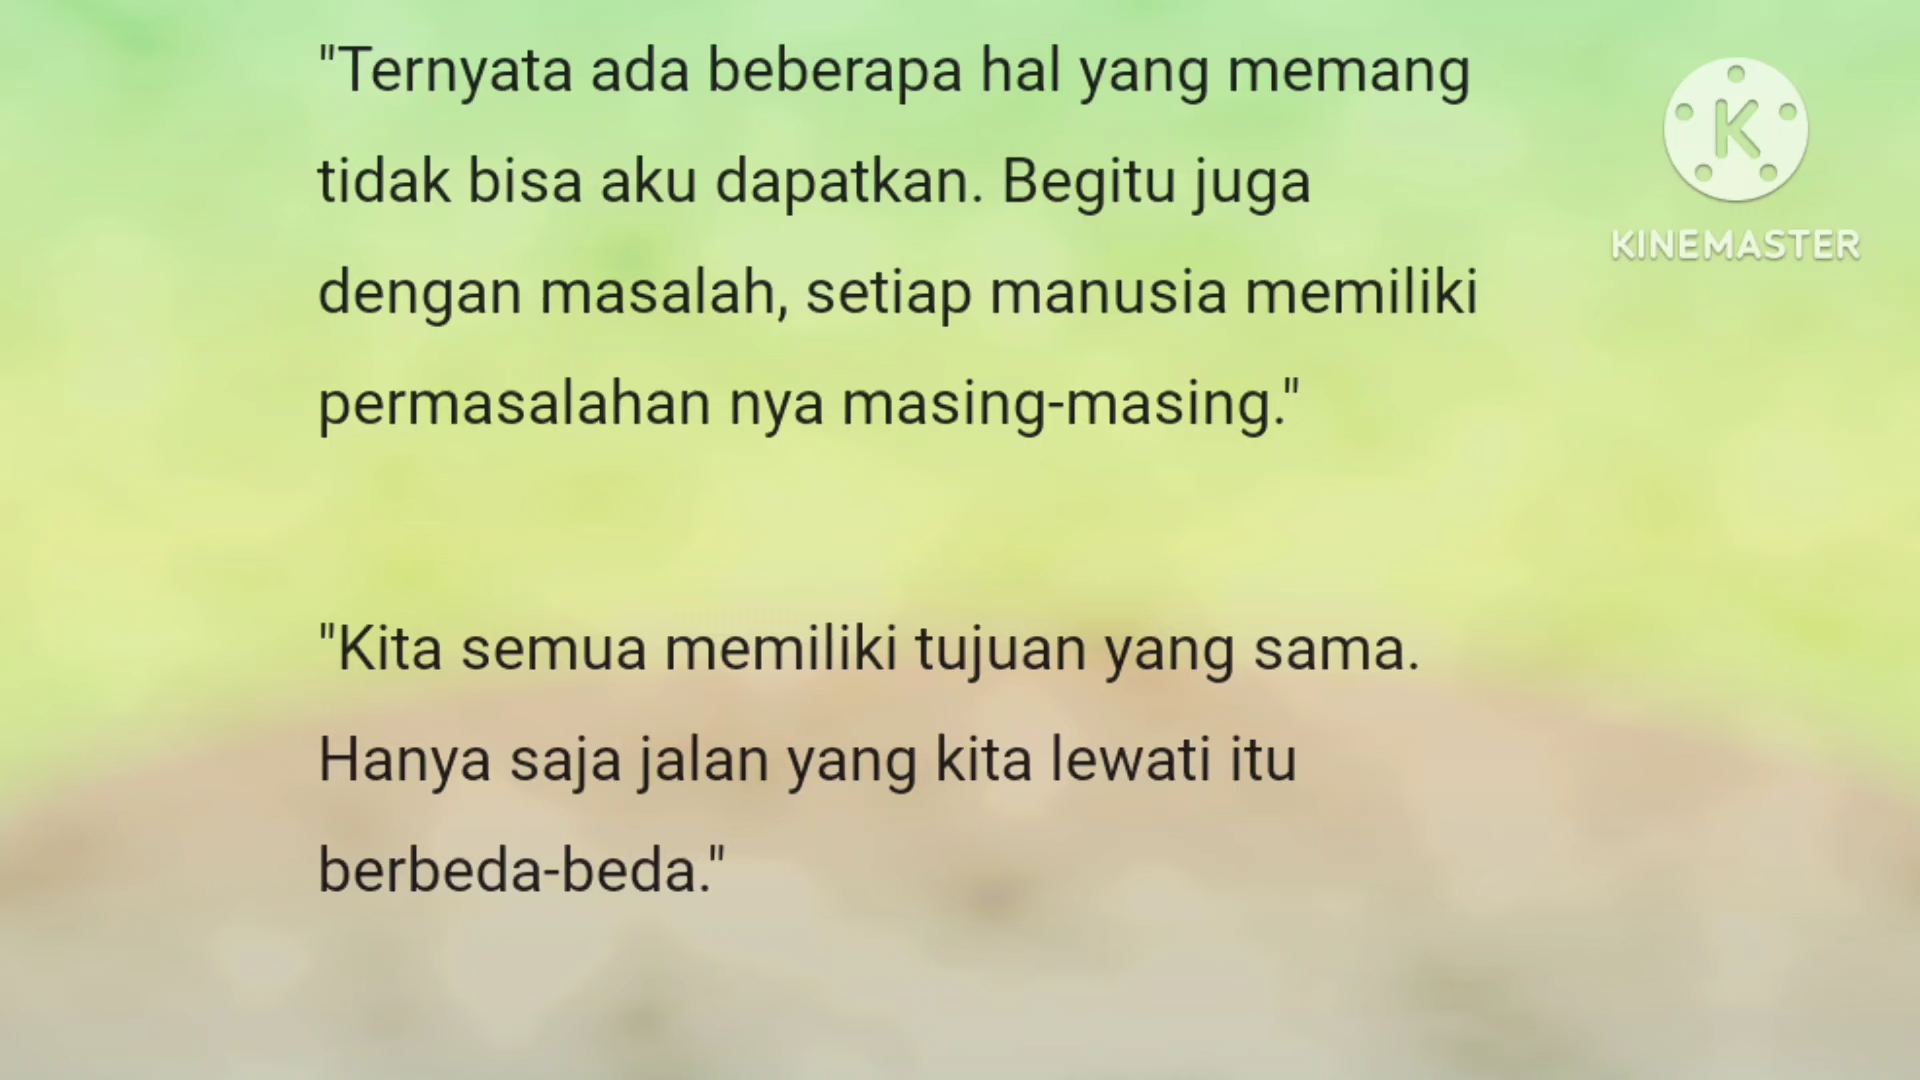 "Ternyata ada beberapa hal yang memang
tidak bisa aku dapatkan. Begitu juga
dengan masalah, setiap manusia memiliki
permasalahan nya masing-masing."
"Kita semua memiliki tujuan yang sama.
Hanya saja jalan yang kita lewati itu
berbeda-beda."
K
KINEMASTER